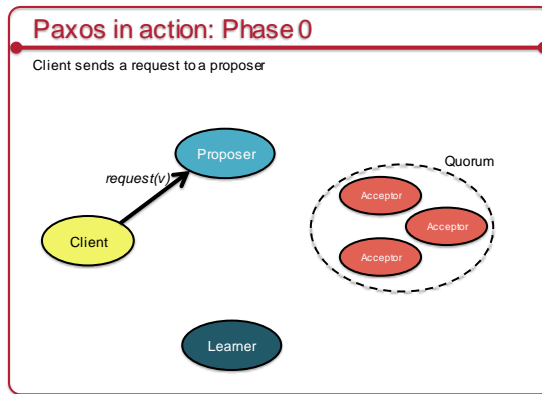 Paxos in action: Phase 0
Client sends a request to a proposer
Proposer
Quorum
request(v)
Acceptor
Acceptor
Client
Acceptor
Learner